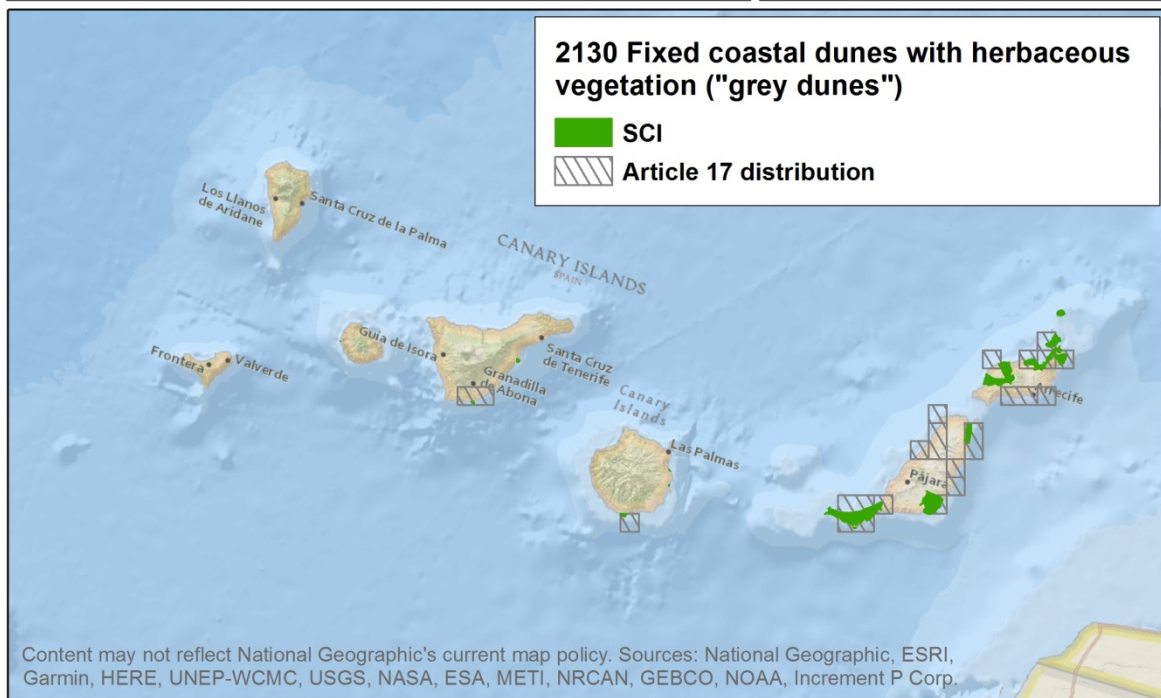 2130 Fixed coastal dunes with herbaceous
vegetation ("grey dunes")
SCI
Article 17 distribution
Los Llanos
de Aridane
Santa Cruz de la Palma
CANARY ISLANDS
SPAIN
Frontera
Valverde
Guía de Isora
Santa Cruz
de Tenerife
Granadilla
de Abona
Canary
Islands
Las Palmas
Arrecife
Pájara
Content may not reflect National Geographic's current map policy. Sources: National Geographic, ESRI,
Garmin, HERE, UNEP-WCMC, USGS, NASA, ESA, METI, NRCAN, GEBCO, NOAA, Increment P Corp.